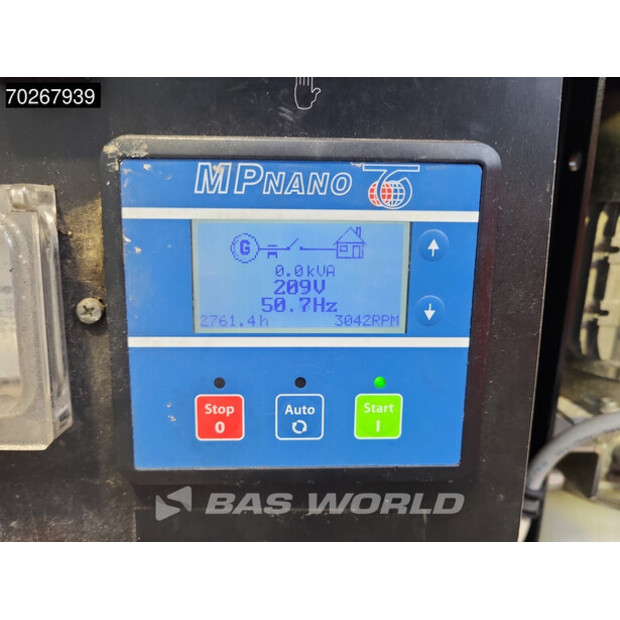 70267939
MPNANO
G
0.0kVA
209V
50.7Hz
2761.4h 3042RPM
Stop Auto Start
0 I
BAS WORLD